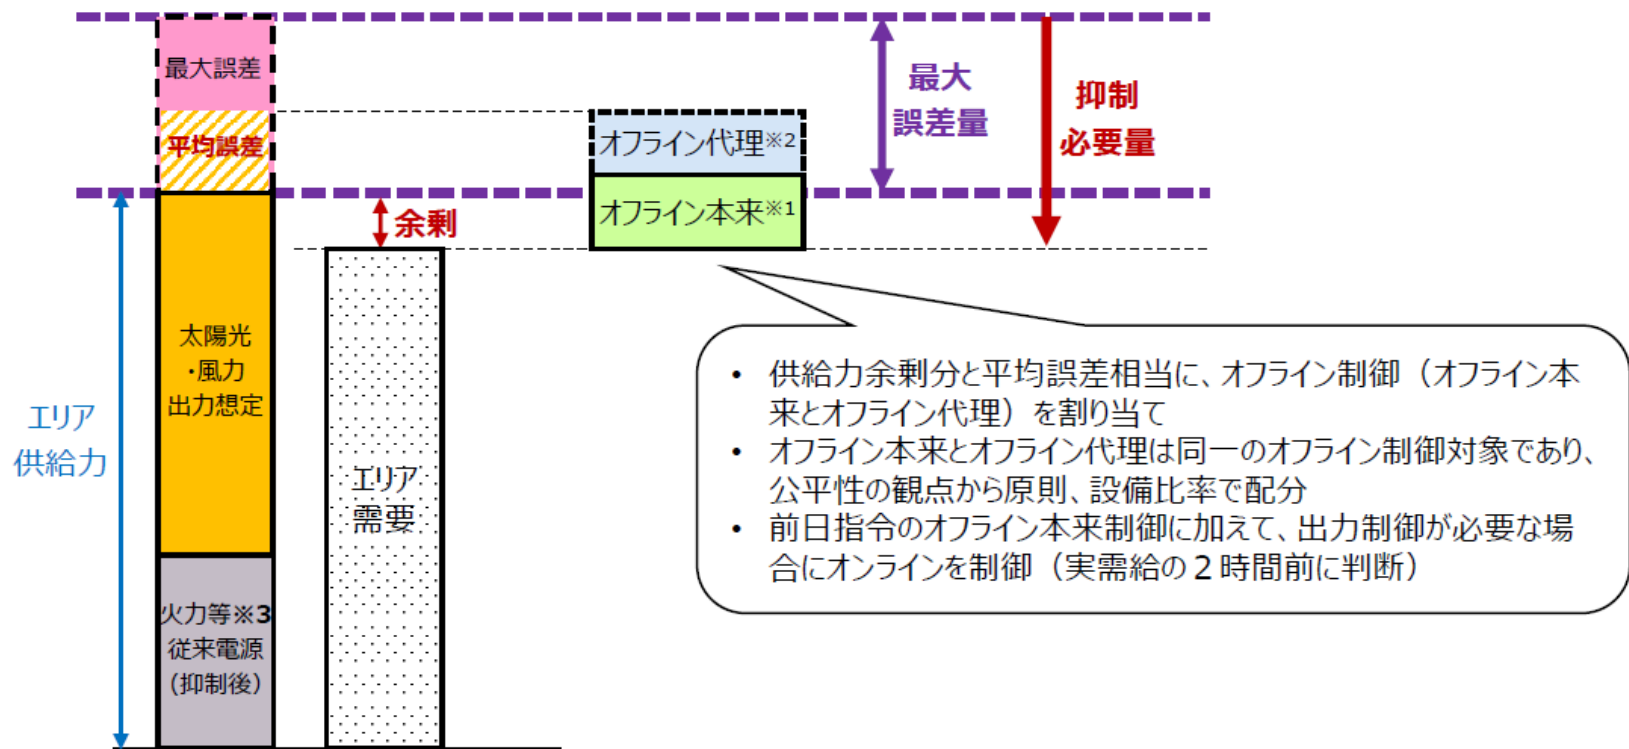 最大誤差
平均誤差
太陽光
・風力
出力想定
火力等※3
従来電源
(抑制後)
エリア
供給力
余剰
エリア
需要
オフライン代理※2
オフライン本来※1
最大
誤差量
抑制
必要量
• 供給力余剰分と平均誤差相当に、オフライン制御（オフライン本
来とオフライン代理）を割り当て
• オフライン本来とオフライン代理は同一のオフライン制御対象であり、
公平性の観点から原則、設備比率で配分
• 前日指令のオフライン本来制御に加えて、出力制御が必要な場
合にオンラインを制御（実需給の２時間前に判断）